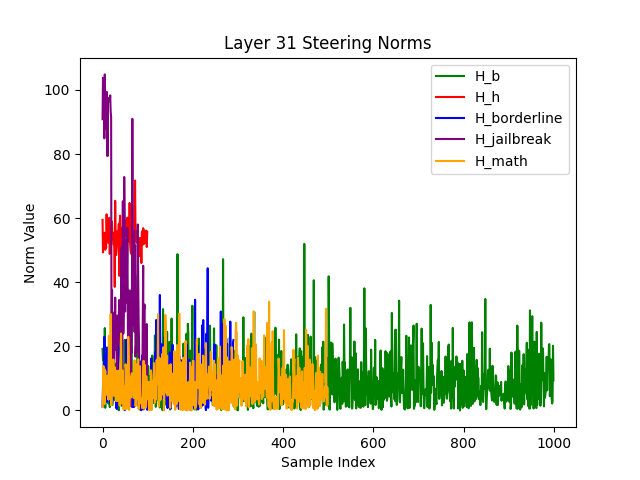 Layer 31 Steering Norms
H_b
H_h
H_borderline
H_jailbreak
H_math
Norm Value
100
80
60
40
20
0
0 200 400 600 800 1000
Sample Index